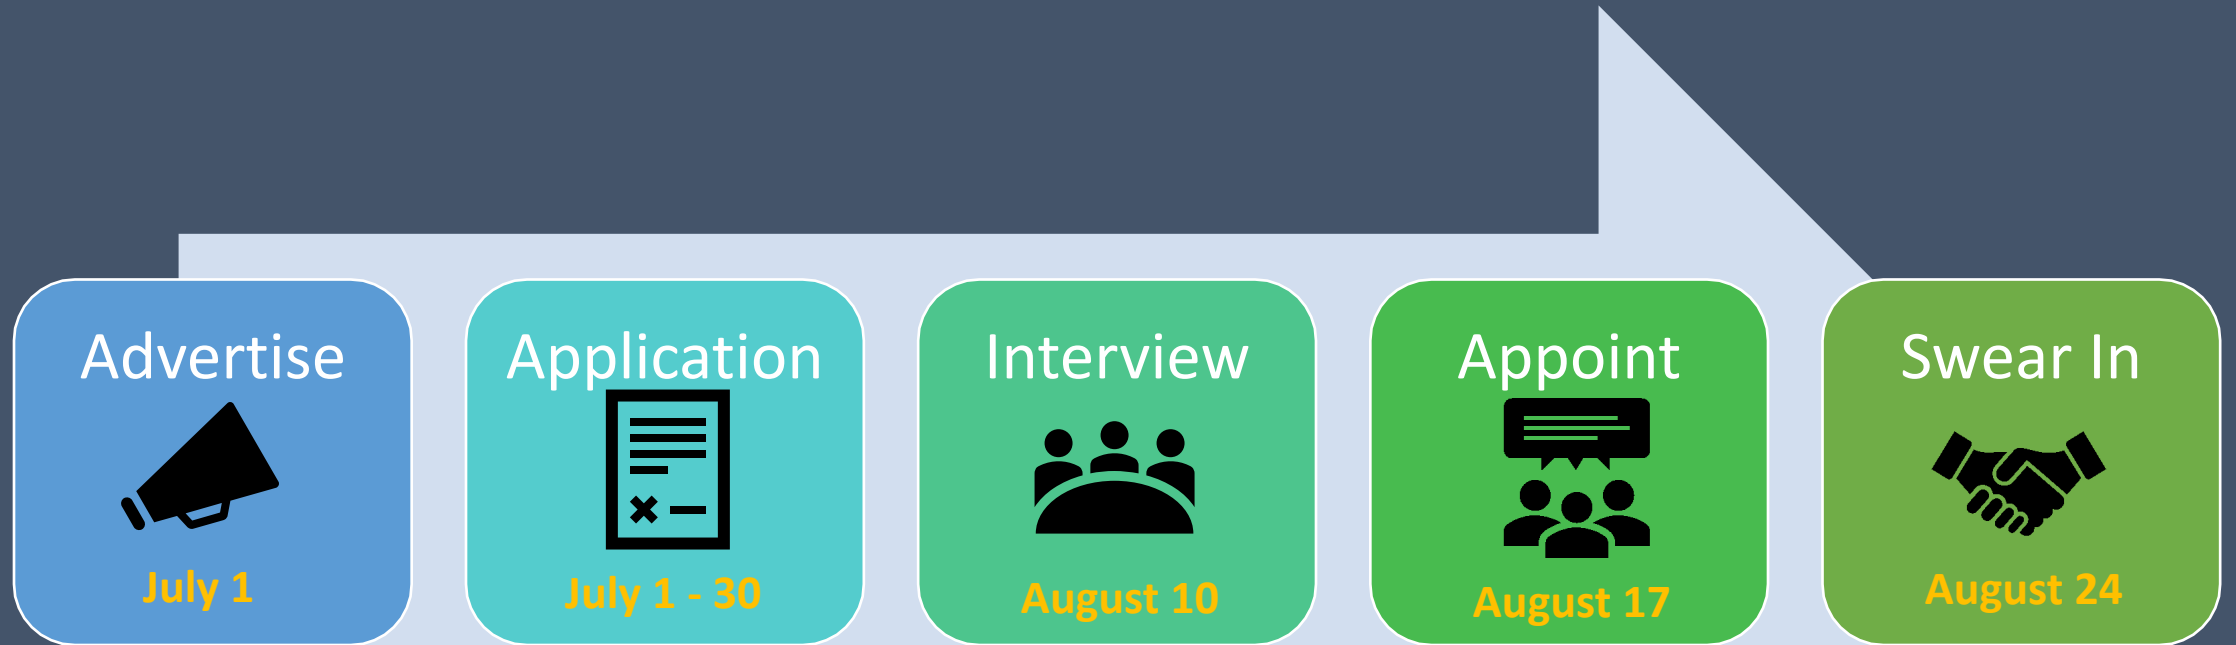 Advertise
July 1
Application
July 1 - 30
Interview
August 10
Appoint
August 17
Swear In
August 24